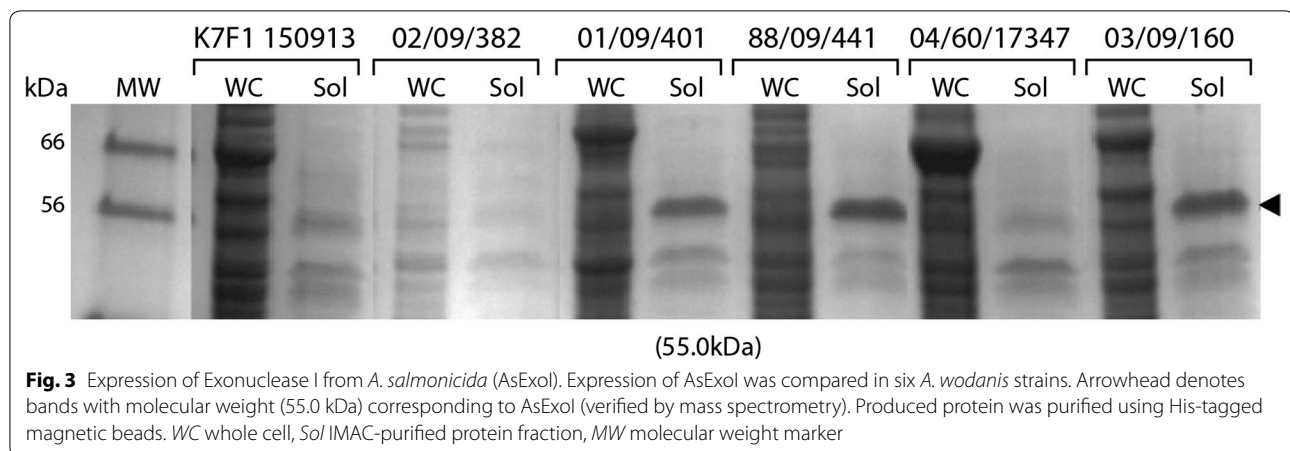 K7F1 150913 02/09/382 01/09/401 88/09/441 04/60/17347 03/09/160
kDa MW WC Sol WC Sol WC Sol WC Sol WC Sol WC Sol
66
56
(55.0kDa)
Fig. 3 Expression of Exonuclease I from A. salmonicida (AsExoI). Expression of AsExoI was compared in six A. wodanis strains. Arrowhead denotes
bands with molecular weight (55.0 kDa) corresponding to AsExoI (verified by mass spectrometry). Produced protein was purified using His-tagged
magnetic beads. WC whole cell, Sol IMAC-purified protein fraction, MW molecular weight marker